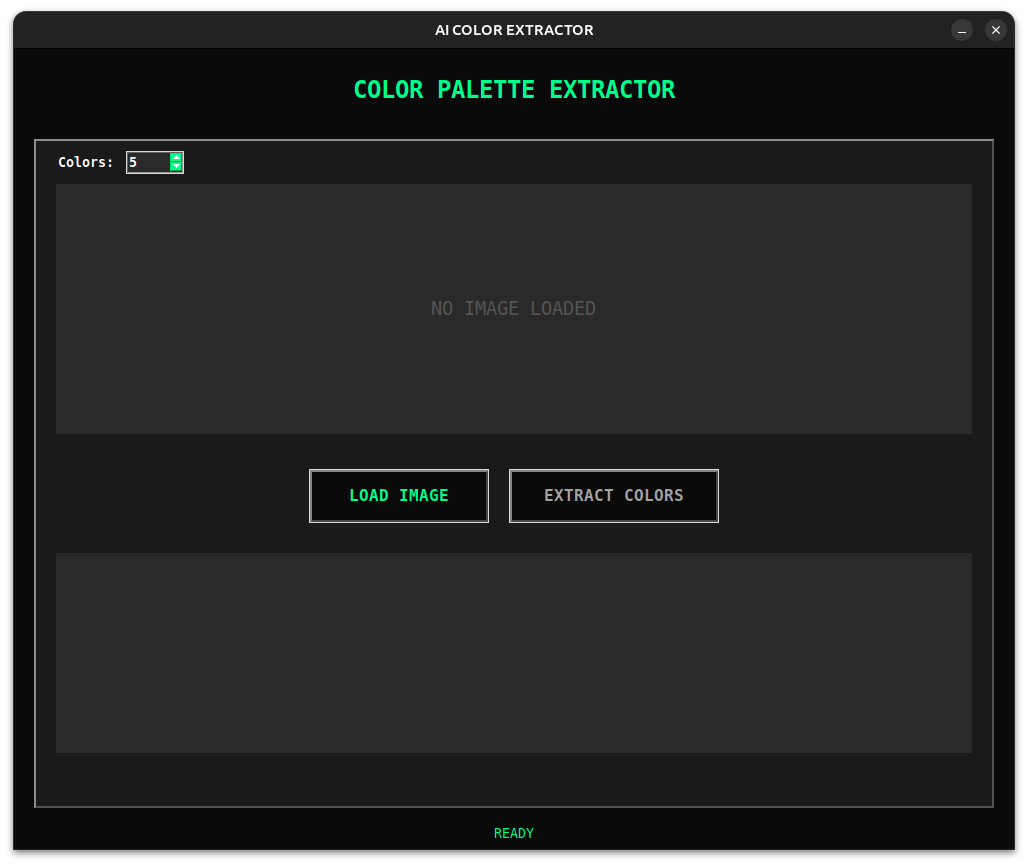 AI COLOR EXTRACTOR
COLOR PALETTE EXTRACTOR
Colors: 5
NO IMAGE LOADED
LOAD IMAGE EXTRACT COLORS
READY